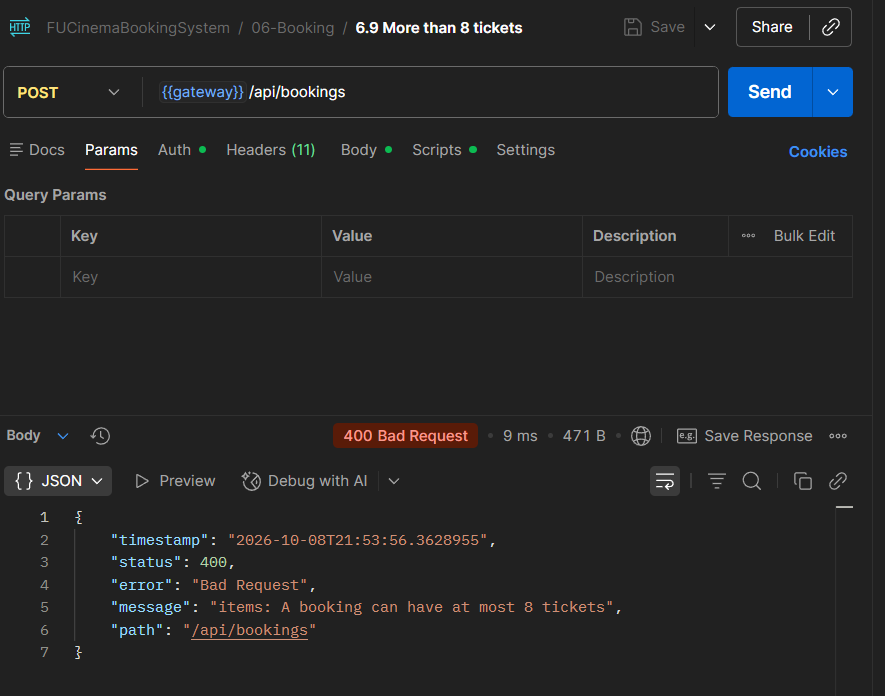 HTTP FUCinemaBookingSystem / 06-Booking / 6.9 More than 8 tickets Save Share
POST {{gateway}} /api/bookings Send
Docs Params Auth Headers (11) Body Scripts Settings Cookies
Query Params
Key Value Description Bulk Edit
Key Value Description
Body 400 Bad Request • 9 ms • 471 B • e.g. Save Response
{} JSON Preview Debug with AI
1 {
2 "timestamp": "2026-10-08T21:53:56.3628955",
3 "status": 400,
4 "error": "Bad Request",
5 "message": "items: A booking can have at most 8 tickets",
6 "path": "/api/bookings"
7 }